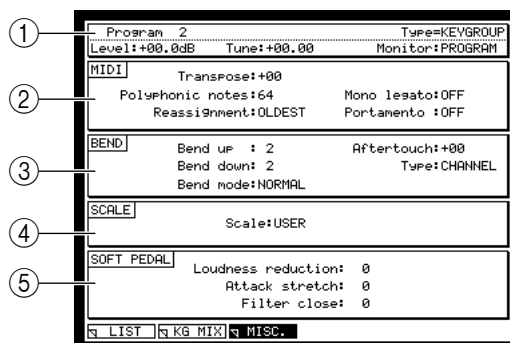 1
Program 2 Type=KEYGROUP
Level:+00.0dB Tune:+00.00 Monitor:PROGRAM
2
MIDI
Transpose:+00
Polyphonic notes:64 Mono legato:OFF
Reassignment:OLDEST Portamento :OFF
3
BEND
Bend up : 2 Aftertouch:+00
Bend down: 2 Type:CHANNEL
Bend mode:NORMAL
4
SCALE
Scale:USER
5
SOFT PEDAL
Loudness reduction: 0
Attack stretch: 0
Filter close: 0
LIST KG MIX MISC.